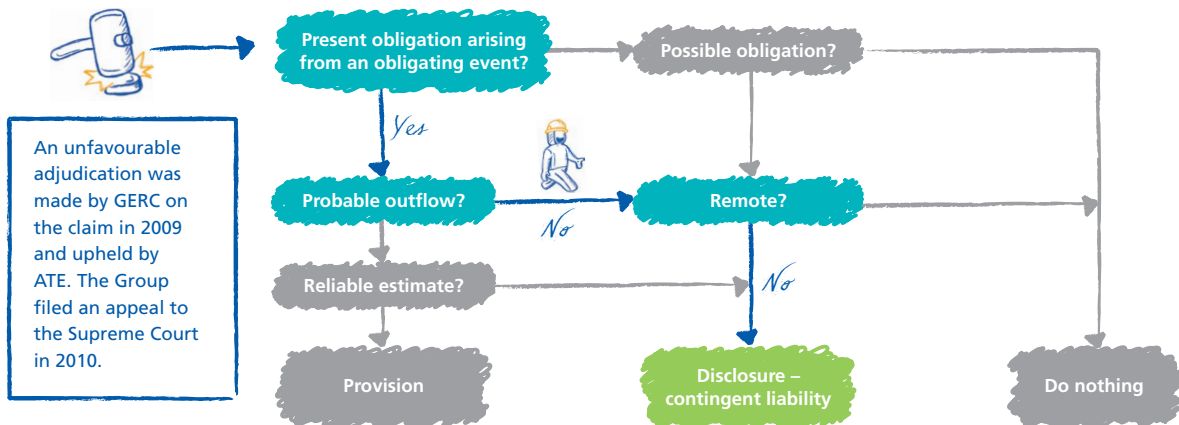 Present obligation arising
from an obligating event?
Possible obligation?
Yes
An unfavourable
adjudication was
made by GERC on
the claim in 2009
and upheld by
ATE. The Group
filed an appeal to
the Supreme Court
in 2010.
Probable outflow?
No
Remote?
Reliable estimate?
No
Provision
Disclosure –
contingent liability
Do nothing